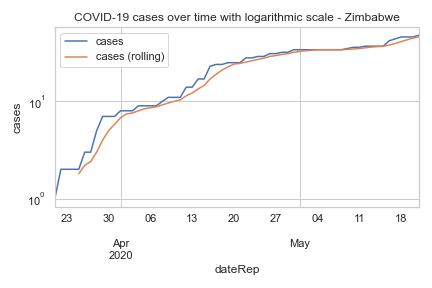 COVID-19 cases over time with logarithmic scale - Zimbabwe
cases
cases (rolling)
cases
10¹
10⁰
23 30 06 13 20 27 04 11 18
Apr May
2020
dateRep